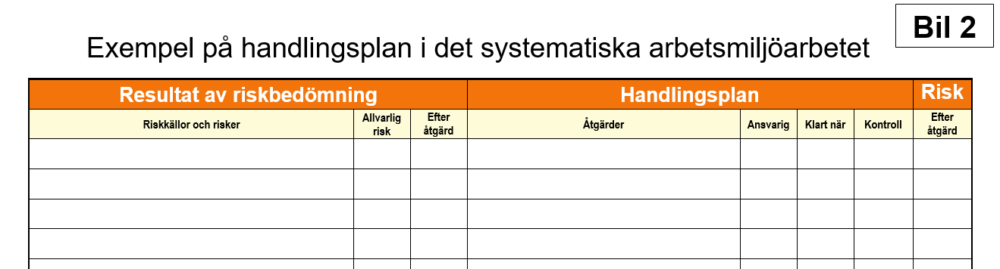 Bil 2
Exempel på handlingsplan i det systematiska arbetsmiljöarbetet
Resultat av riskbedömning Handlingsplan Risk
Riskkällor och risker Allvarlig risk Efter åtgärd Åtgärder Ansvarig Klart när Kontroll Efter åtgärd